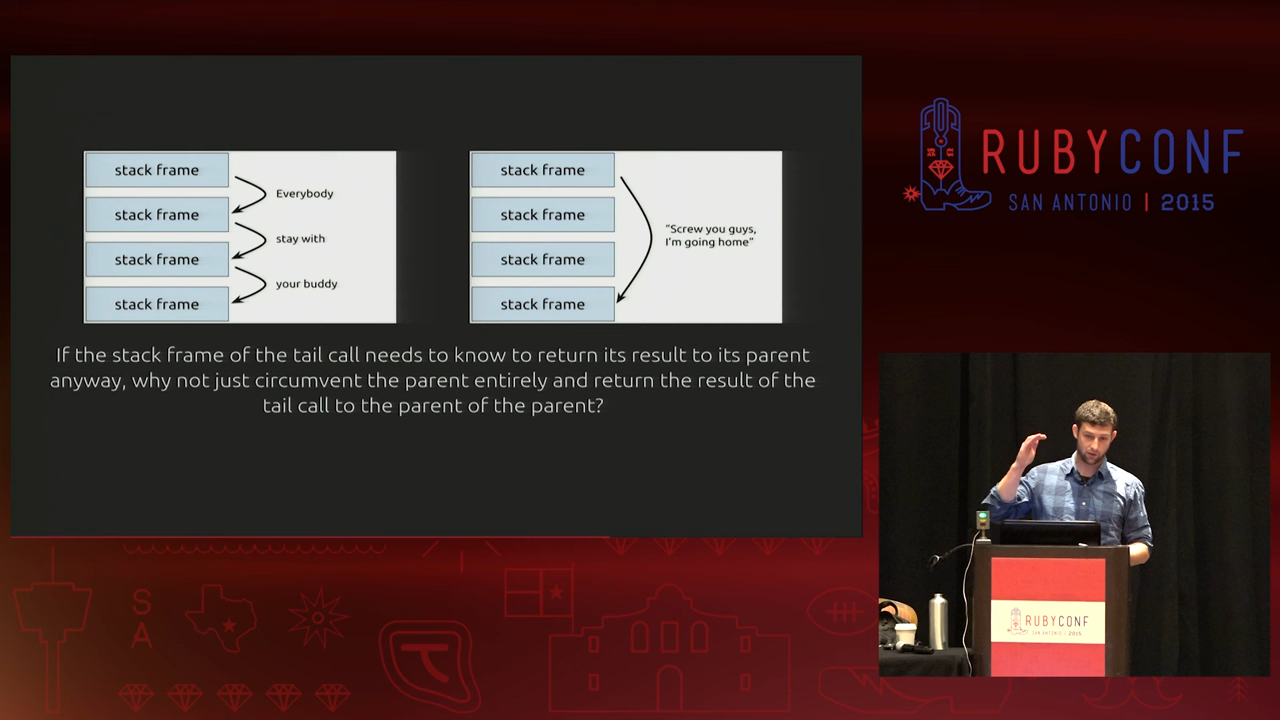 stack frame
stack frame
stack frame
stack frame
Everybody
stay with
your buddy
stack frame
stack frame
stack frame
stack frame
“Screw you guys,
I’m going home”
If the stack frame of the tail call needs to know to return its result to its parent
anyway, why not just circumvent the parent entirely and return the result of the
tail call to the parent of the parent?
RUBYCONF
SAN ANTONIO | 2015
RUBYCONF
SAN ANTONIO | 2015
S
A